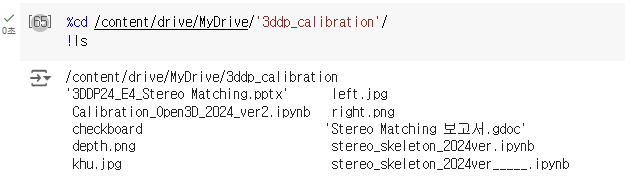 [65] %cd /content/drive/MyDrive/'3ddp_calibration'/
0초 !ls
/content/drive/MyDrive/3ddp_calibration
'3DDP24_E4_Stereo Matching.pptx' left.jpg
Calibration_Open3D_2024_ver2.ipynb right.png
checkboard 'Stereo Matching 보고서.gdoc'
depth.png stereo_skeleton_2024ver.ipynb
khu.jpg stereo_skeleton_2024ver_____.ipynb